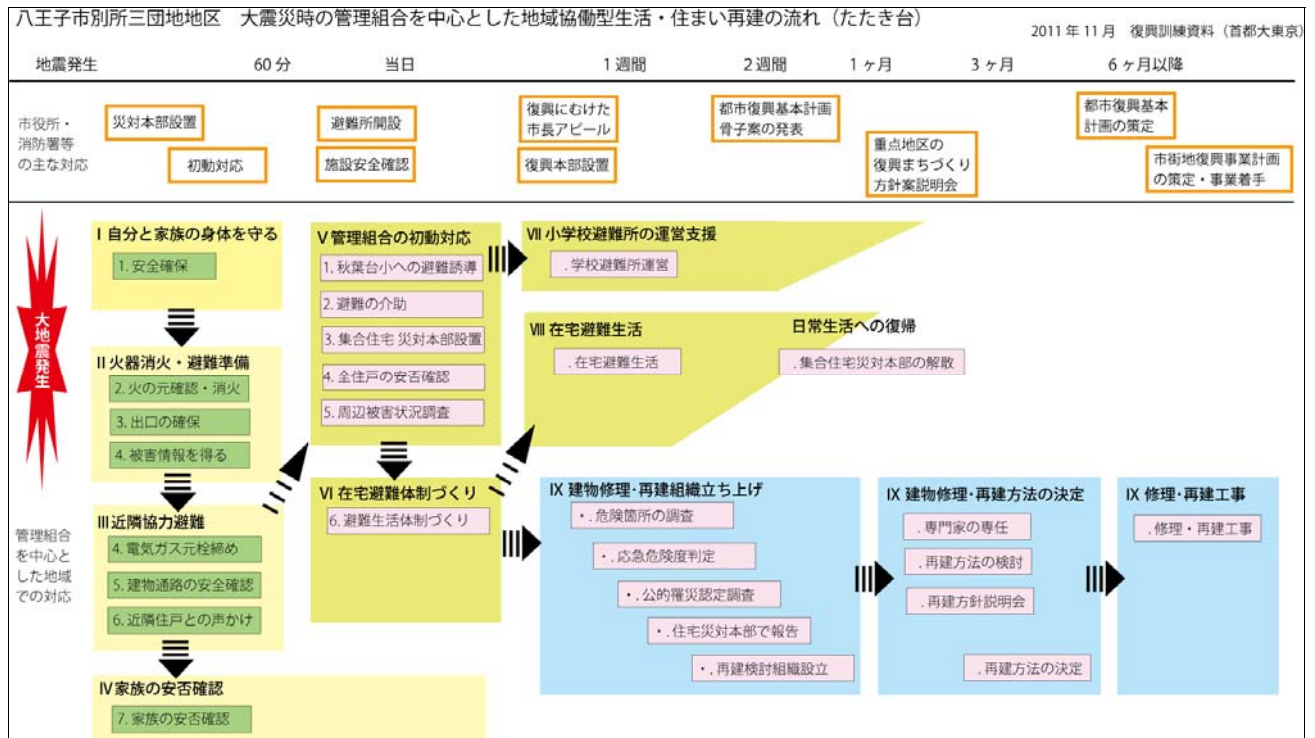 八王子市別所三団地地区　大震災時の管理組合を中心とした地域協働型生活・住まい再建の流れ（たたき台）
2011年11月　復興訓練資料（首都大東京）
地震発生　60分　当日　1週間　2週間　1ヶ月　3ヶ月　6ヶ月以降
市役所・
消防署等
の主な対応
災対本部設置
初動対応
避難所開設
施設安全確認
復興にむけた
市長アピール
復興本部設置
都市復興基本計画
骨子案の発表
重点地区の
復興まちづくり
方針案説明会
都市復興基本
計画の策定
市街地復興事業計画
の策定・事業着手
大地震発生
管理組合
を中心と
した地域
での対応
Ⅰ 自分と家族の身体を守る
1. 安全確保
Ⅱ 火器消火・避難準備
2. 火の元確認・消火
3. 出口の確保
4. 被害情報を得る
Ⅲ 近隣協力避難
4. 電気ガス元栓締め
5. 建物通路の安全確認
6. 近隣住戸との声かけ
Ⅳ 家族の安否確認
7. 家族の安否確認
Ⅴ 管理組合の初動対応
1. 秋葉台小への避難誘導
2. 避難の介助
3. 集合住宅 災対本部設置
4. 全住戸の安否確認
5. 周辺被害状況調査
Ⅵ 在宅避難体制づくり
6. 避難生活体制づくり
Ⅶ 小学校避難所の運営支援
. 学校避難所運営
Ⅷ 在宅避難生活
. 在宅避難生活
日常生活への復帰
. 集合住宅災対本部の解散
Ⅸ 建物修理・再建組織立ち上げ
・. 危険箇所の調査
・. 応急危険度判定
・. 公的罹災認定調査
・. 住宅災対本部で報告
・. 再建検討組織設立
Ⅸ 建物修理・再建方法の決定
. 専門家の専任
. 再建方法の検討
. 再建方針説明会
. 再建方法の決定
Ⅸ 修理・再建工事
. 修理・再建工事